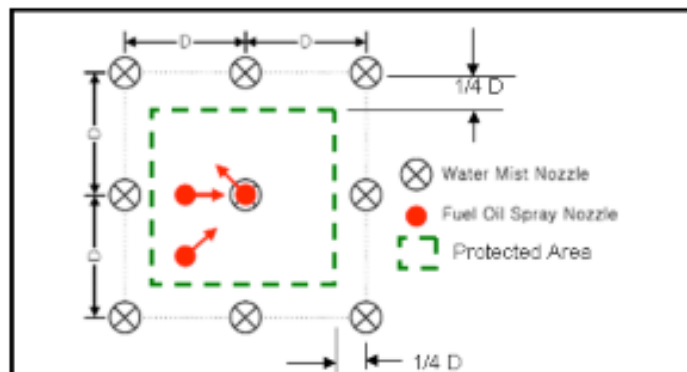 D D
1/4 D
D
Water Mist Nozzle
Fuel Oil Spray Nozzle
Protected Area
D
1/4 D